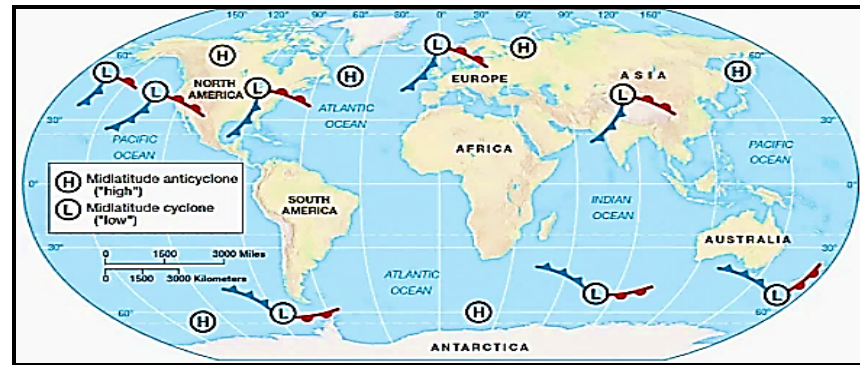 150° 120° 90° 60° 30° 0° 30° 60° 90° 120° 150°
60°
60°
H
L
H
H
L
H
L
NORTH
AMERICA
L
EUROPE
ASIA
L
H
ATLANTIC
OCEAN
30°
30°
PACIFIC
OCEAN
AFRICA
PACIFIC
OCEAN
H Midlatitude anticyclone
("high")
L Midlatitude cyclone
("low")
0°
0°
SOUTH
AMERICA
INDIAN
OCEAN
AUSTRALIA
0 1500 3000 Miles
0 1500 3000 Kilometers
30°
30°
ATLANTIC
OCEAN
L
L
H
L
H
60°
60°
ANTARCTICA